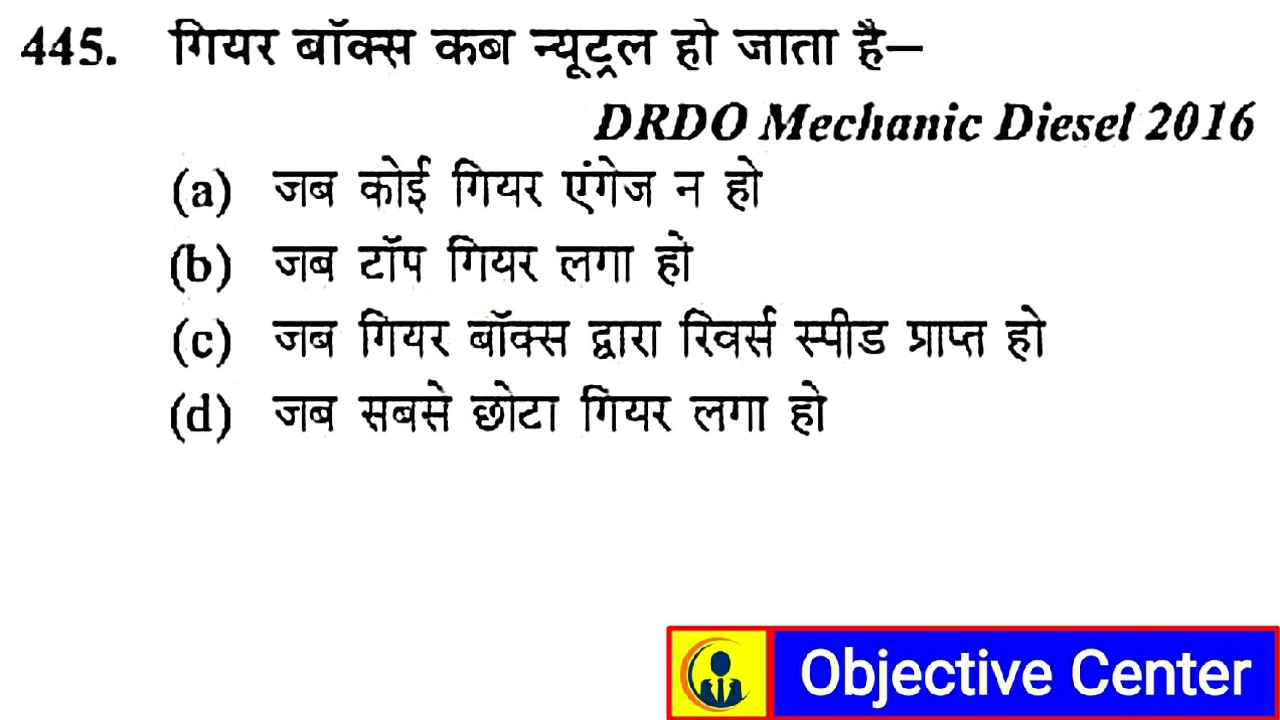 445. गियर बॉक्स कब न्यूट्रल हो जाता है—
DRDO Mechanic Diesel 2016
(a) जब कोई गियर एंगेज न हो
(b) जब टॉप गियर लगा हो
(c) जब गियर बॉक्स द्वारा रिवर्स स्पीड प्राप्त हो
(d) जब सबसे छोटा गियर लगा हो
Objective Center